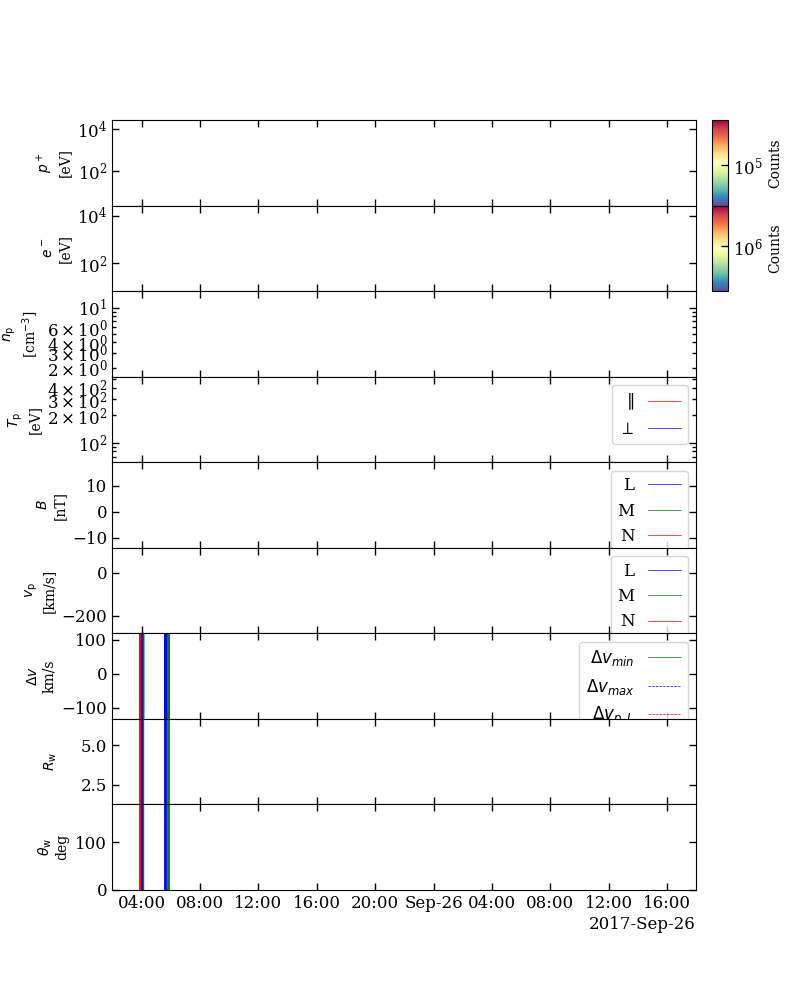 p⁺
[eV]
10⁴
10²
10⁵
Counts
e⁻
[eV]
10⁴
10²
10⁶
Counts
nₚ
[cm⁻³]
10¹
6×10⁰
4×10⁰
3×10⁰
2×10⁰
Tₚ
[eV]
4×10²
3×10²
2×10²
10²
∥
⊥
B
[nT]
10
0
−10
L
M
N
vₚ
[km/s]
0
−200
L
M
N
Δv
km/s
100
0
−100
Δv_min
Δv_max
Δv_p,L
R_w
5.0
2.5
θ_w
deg
100
0
04:00 08:00 12:00 16:00 20:00 Sep-26 04:00 08:00 12:00 16:00
2017-Sep-26